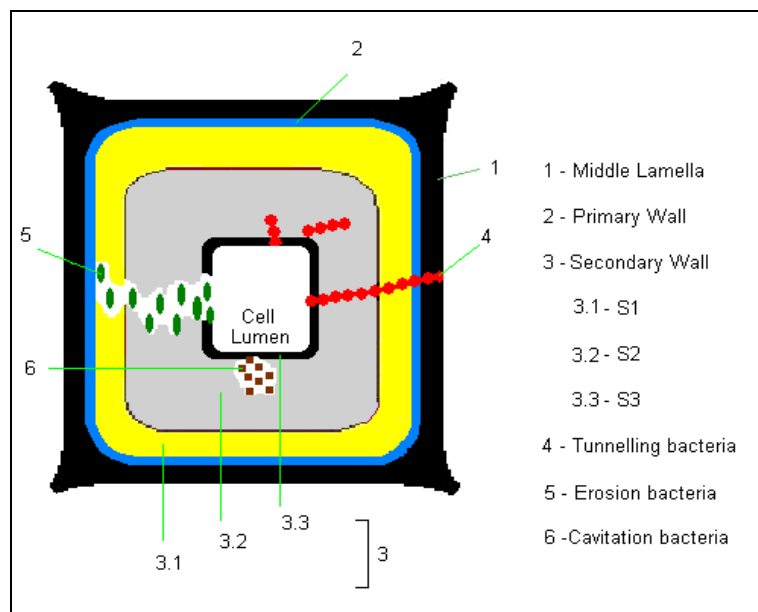 2
1
5
4
Cell
Lumen
6
3.3
3.2
3.1
3
1 - Middle Lamella
2 - Primary Wall
3 -Secondary Wall
3.1 - S1
3.2 - S2
3.3 - S3
4 - Tunnelling bacteria
5 - Erosion bacteria
6 -Cavitation bacteria